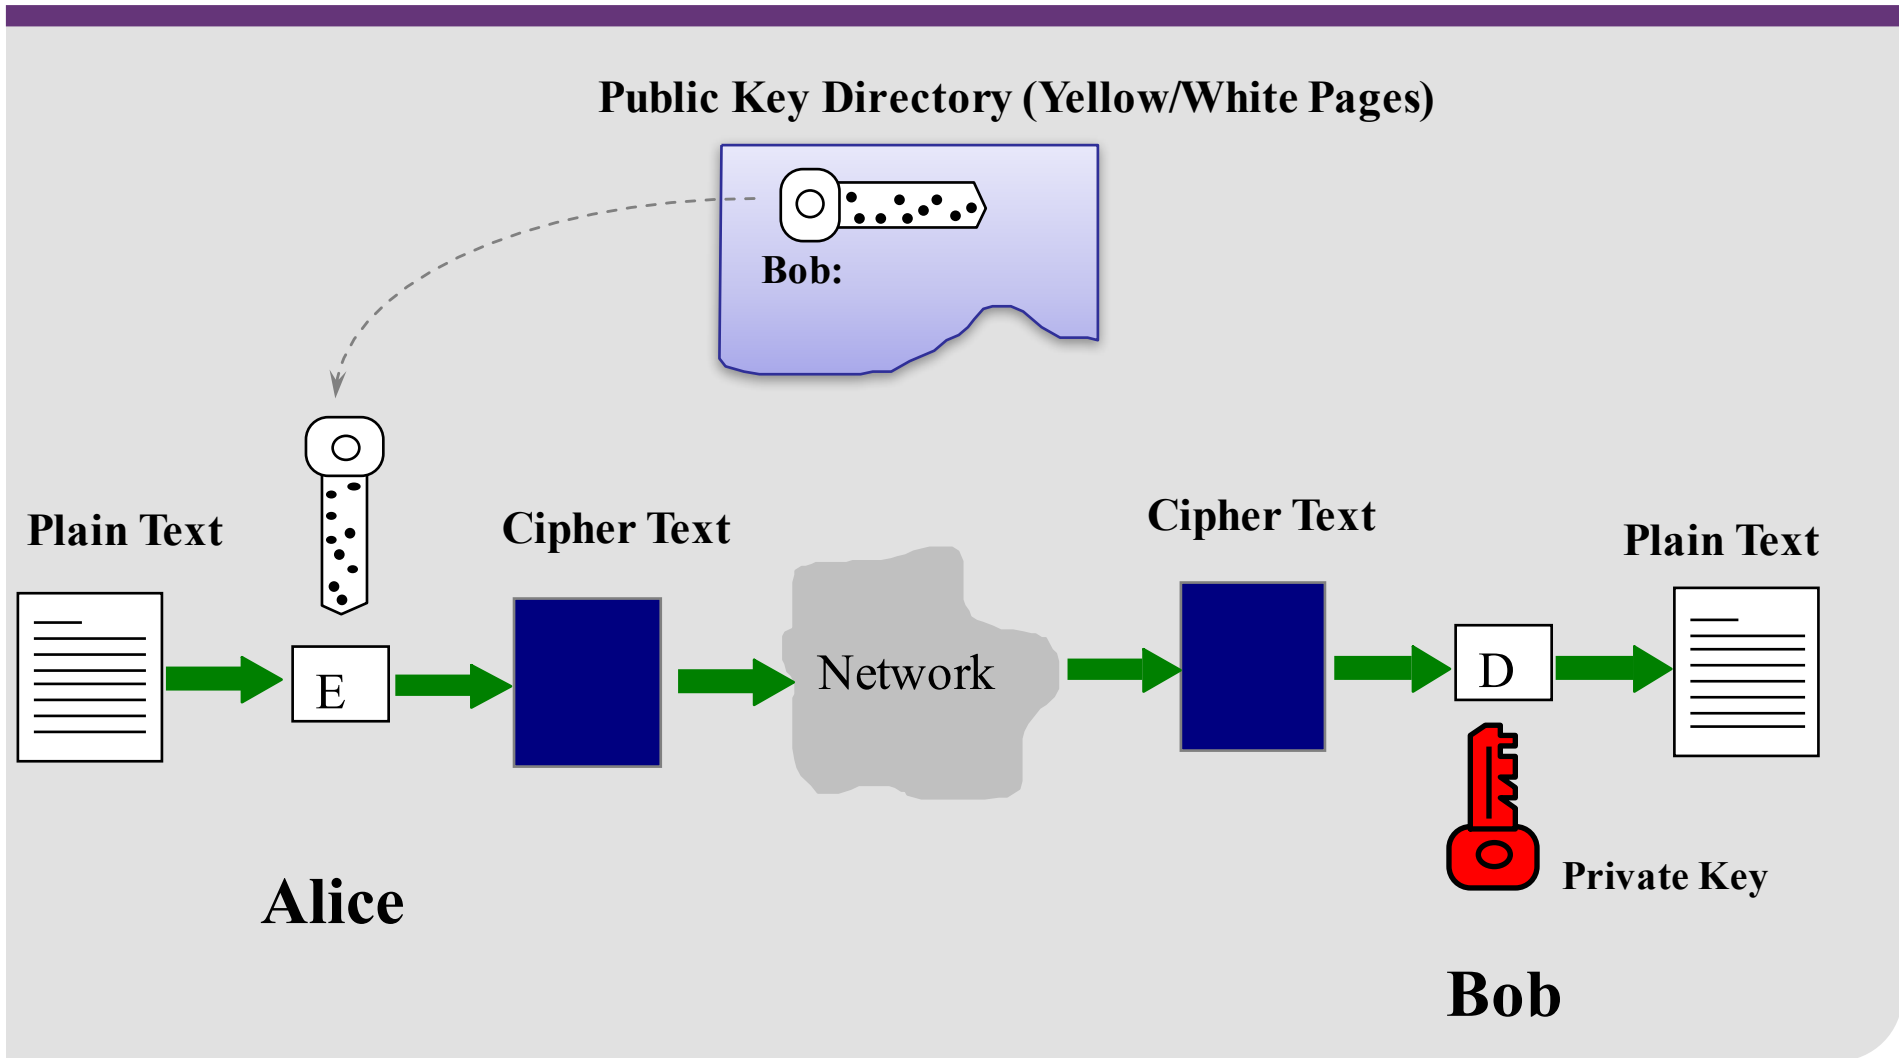 Public Key Directory (Yellow/White Pages)
Bob:
Plain Text
Cipher Text
Cipher Text
Plain Text
E
Network
D
Private Key
Alice
Bob